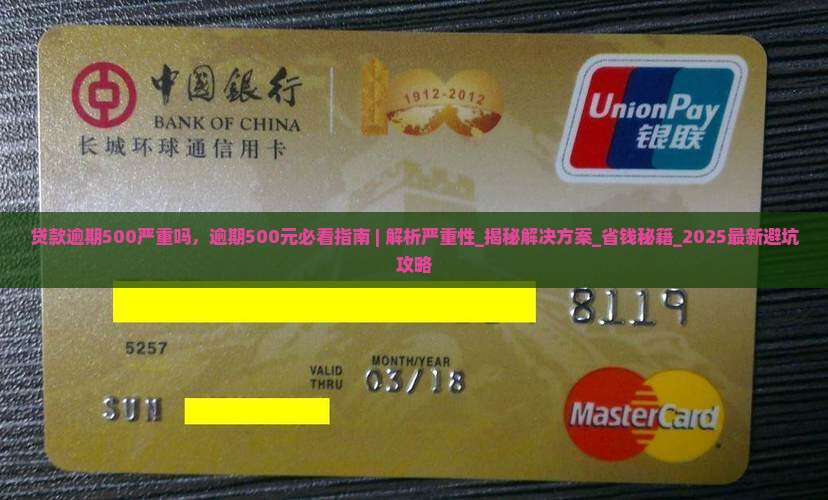 中國銀行
BANK OF CHINA
长城环球通信用卡
1912-2012
UnionPay
银联
贷款逾期500严重吗，逾期500元必看指南 | 解析严重性_揭秘解决方案_省钱秘籍_2025最新避坑
攻略
8119
5257
VALID
THRU
MONTH/YEAR
03/18
SUN
MasterCard